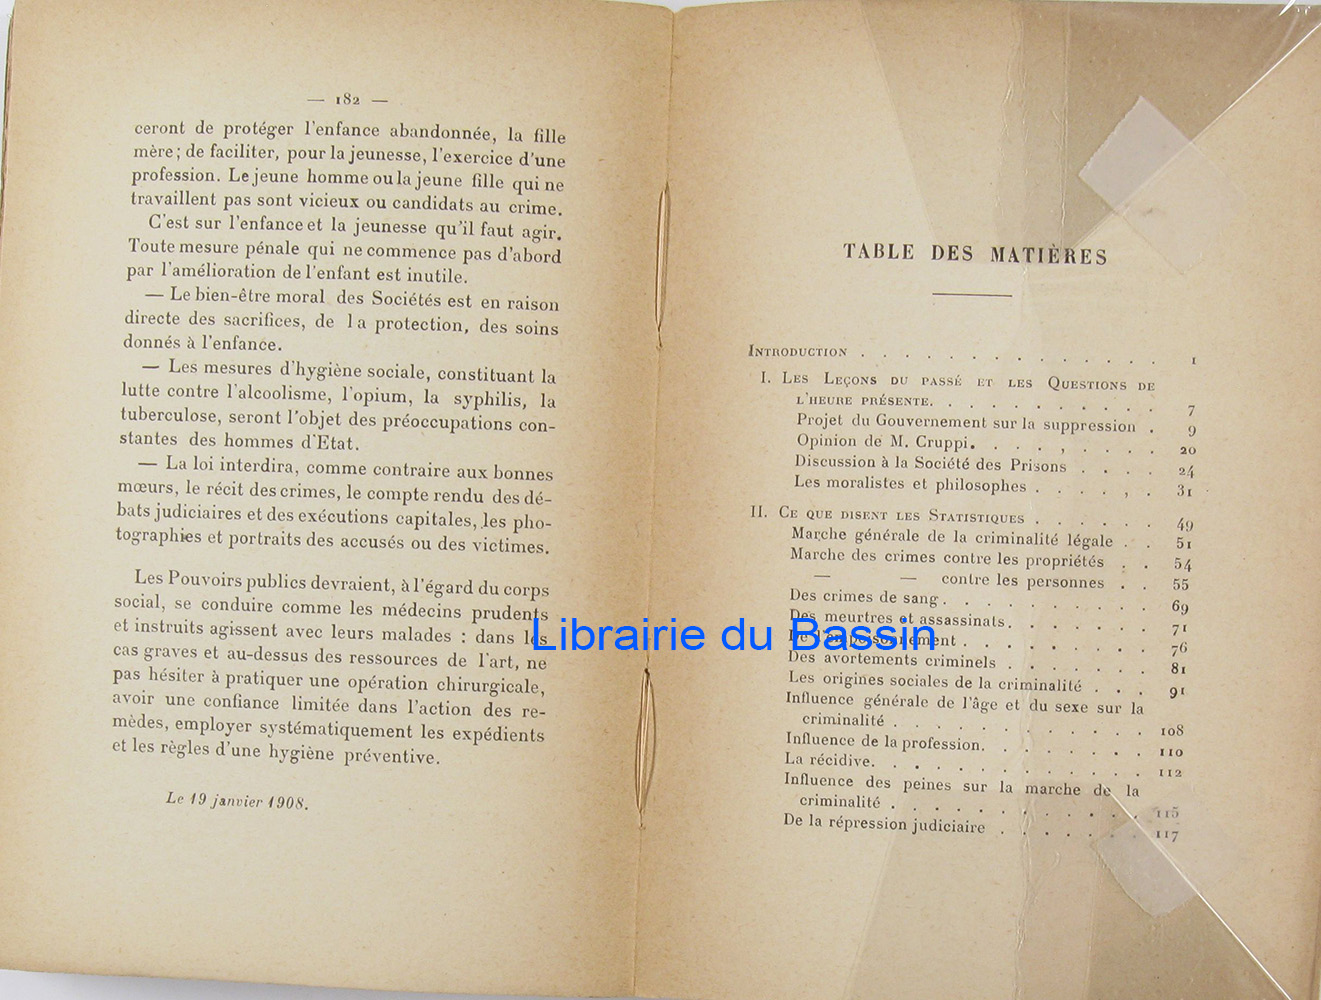 — 182 —
ceront de protéger l'enfance abandonnée, la fille
mère ; de faciliter, pour la jeunesse, l'exercice d'une
profession. Le jeune homme ou la jeune fille qui ne
travaillent pas sont vicieux ou candidats au crime.
C'est sur l'enfance et la jeunesse qu'il faut agir.
Toute mesure pénale qui ne commence pas d'abord
par l'amélioration de l'enfant est inutile.
— Le bien-être moral des Sociétés est en raison
directe des sacrifices, de la protection, des soins
donnés à l'enfance.
— Les mesures d'hygiène sociale, constituant la
lutte contre l'alcoolisme, l'opium, la syphilis, la
tuberculose, seront l'objet des préoccupations con-
stantes des hommes d'Etat.
— La loi interdira, comme contraire aux bonnes
mœurs, le récit des crimes, le compte rendu des dé-
bats judiciaires et des exécutions capitales, les pho-
tographies et portraits des accusés ou des victimes.
Les Pouvoirs publics devraient, à l'égard du corps
social, se conduire comme les médecins prudents
et instruits agissent avec leurs malades : dans les
cas graves et au-dessus des ressources de l'art, ne
pas hésiter à pratiquer une opération chirurgicale,
avoir une confiance limitée dans l'action des re-
mèdes, employer systématiquement les expédients
et les règles d'une hygiène préventive.
Le 19 janvier 1908.
TABLE DES MATIÈRES
INTRODUCTION . . . . . . . . . . . . . . 1
I. LES LEÇONS DU PASSÉ ET LES QUESTIONS DE
L'HEURE PRÉSENTE. . . . . . . . . . . 7
Projet du Gouvernement sur la suppression . 9
Opinion de M. Cruppi. . . . , . . . . 20
Discussion à la Société des Prisons . . . . 24
Les moralistes et philosophes . . . . , . 31
II. CE QUE DISENT LES STATISTIQUES . . . . . . 49
Marche générale de la criminalité légale . . 51
Marche des crimes contre les propriétés . . 54
— — contre les personnes . . 55
Des crimes de sang. . . . . . . . . . 69
Des meurtres et assassinats. . . . . . . 71
De l'empoisonnement . . . . . . . . . 76
Des avortements criminels . . . . . . . 81
Les origines sociales de la criminalité . . . 91
Influence générale de l'âge et du sexe sur la
criminalité . . . . . . . . . . . . 108
Influence de la profession. . . . . . . . 110
La récidive. . . . . . . . . . . . . 112
Influence des peines sur la marche de la
criminalité . . . . . . . . . . . . 115
De la répression judiciaire . . . . . . . 117
Librairie du Bassin